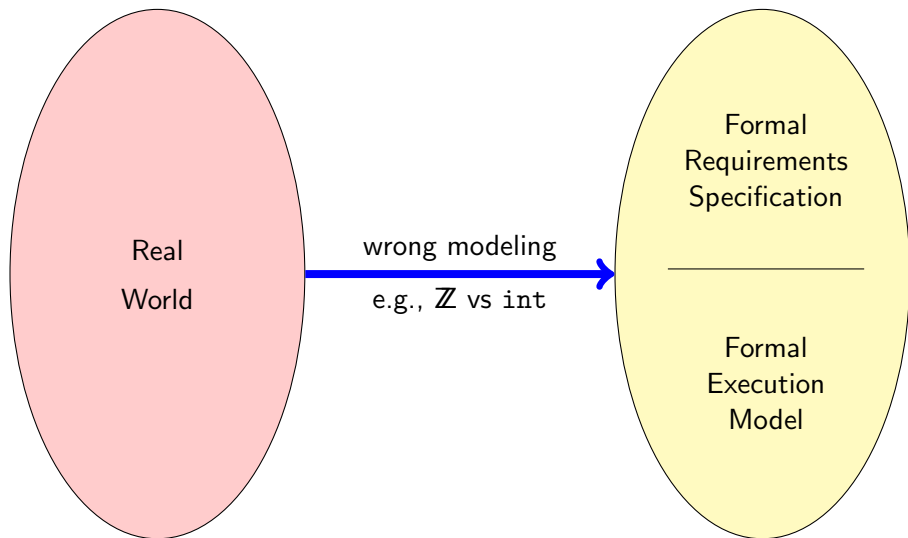 Real
World
wrong modeling
e.g., ℤ vs int
Formal
Requirements
Specification
Formal
Execution
Model